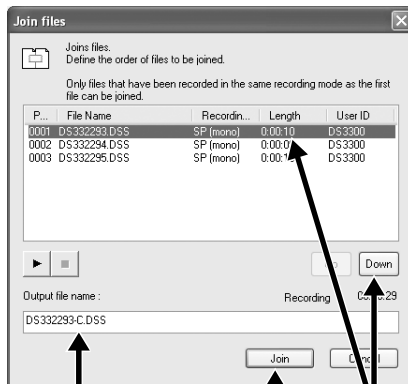 Join files
Joins files.
Define the order of files to be joined.
Only files that have been recorded in the same recording mode as the first
file can be joined.
P... File Name Recordin... Length User ID
0001 DS332293.DSS SP (mono) 0:00:10 DS3300
0002 DS332294.DSS SP (mono) DS3300
0003 DS332295.DSS SP (mono) DS3300
Down
Output file name : Recording
DS332293-C.DSS
Join